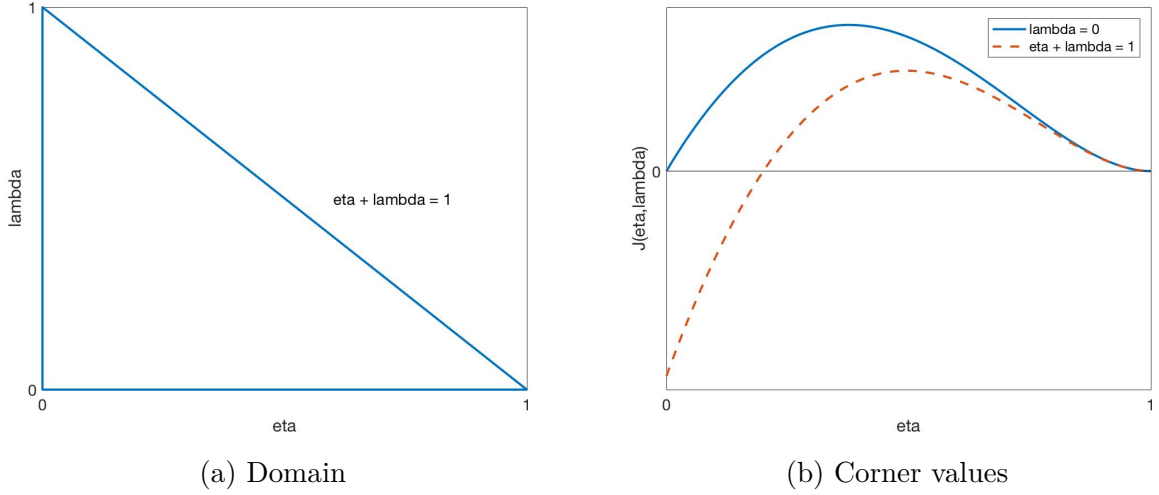 1
lambda
eta + lambda = 1
0
0
1
eta
(a) Domain
lambda = 0
eta + lambda = 1
J(eta,lambda)
0
0
1
eta
(b) Corner values